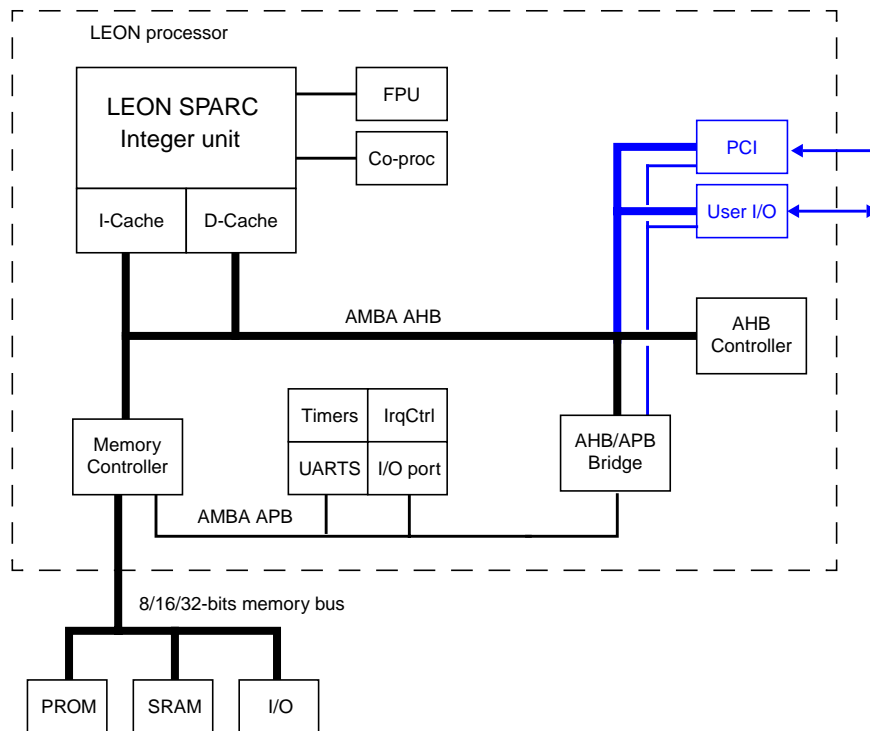 LEON processor
LEON SPARC
Integer unit
FPU
Co-proc
I-Cache
D-Cache
PCI
User I/O
AMBA AHB
AHB
Controller
Timers
IrqCtrl
UARTS
I/O port
Memory
Controller
AHB/APB
Bridge
AMBA APB
8/16/32-bits memory bus
PROM
SRAM
I/O